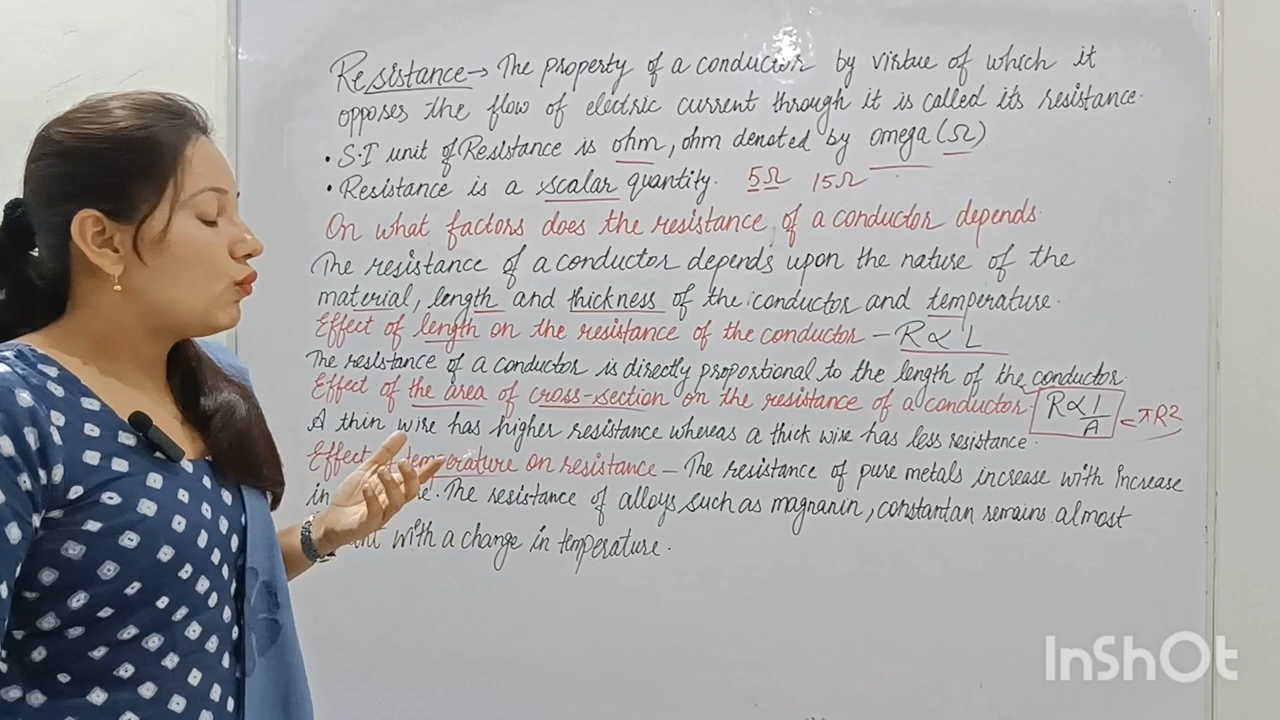 Resistance → The property of a conductor by virtue of which it
opposes the flow of electric current through it is called its resistance.
• S.I unit of Resistance is ohm, ohm denoted by omega (Ω)
• Resistance is a scalar quantity. 5Ω 15Ω
On what factors does the resistance of a conductor depends.
The resistance of a conductor depends upon the nature of the
material, length and thickness of the conductor and temperature.
Effect of length on the resistance of the conductor – R ∝ L
The resistance of a conductor is directly proportional to the length of the conductor.
Effect of the area of cross-section on the resistance of a conductor. R ∝ 1/A = πR2
A thin wire has higher resistance whereas a thick wire has less resistance.
Effect temperature on resistance – The resistance of pure metals increase with Increase
in The resistance of alloys such as magnanin, constantan remains almost
with a change in temperature.
InShOt